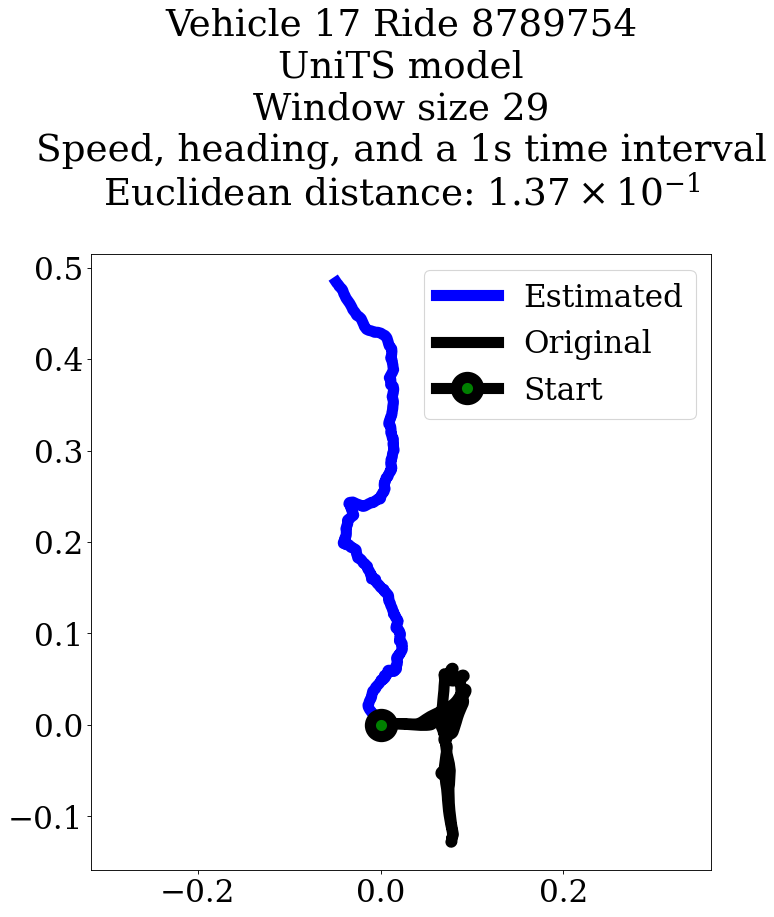 Vehicle 17 Ride 8789754
UniTS model
Window size 29
Speed, heading, and a 1s time interval
Euclidean distance: 1.37 × 10⁻¹
Estimated
Original
Start
0.5
0.4
0.3
0.2
0.1
0.0
−0.1
−0.2 0.0 0.2